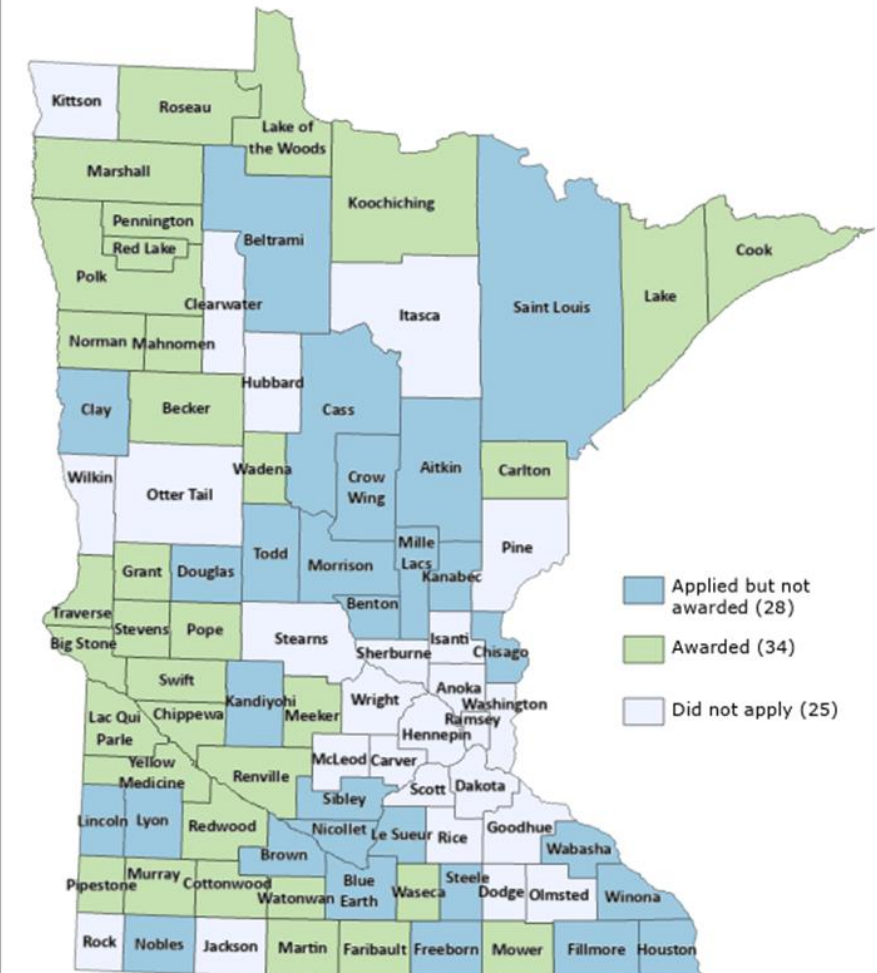 Kittson
Roseau
Lake of
the Woods
Marshall
Koochiching
Pennington
Beltrami
Red Lake
Cook
Polk
Clearwater
Lake
Saint Louis
Itasca
Norman
Mahnomen
Hubbard
Clay
Becker
Cass
Wadena
Aitkin
Carlton
Wilkin
Crow
Wing
Otter Tail
Mille
Lacs
Pine
Todd
Morrison
Grant
Douglas
Kanabec
Applied but not
awarded (28)
Benton
Traverse
Stevens
Pope
Stearns
Isanti
Big Stone
Sherburne
Chisago
Awarded (34)
Swift
Anoka
Kandiyohi
Wright
Washington
Did not apply (25)
Lac Qui
Parle
Chippewa
Meeker
Ramsey
Hennepin
Yellow
Medicine
McLeod
Carver
Renville
Scott
Dakota
Sibley
Lincoln
Lyon
Redwood
Nicollet
Le Sueur
Rice
Goodhue
Wabasha
Brown
Pipestone
Murray
Cottonwood
Watonwan
Blue
Earth
Waseca
Steele
Dodge
Olmsted
Winona
Rock
Nobles
Jackson
Martin
Faribault
Freeborn
Mower
Fillmore
Houston